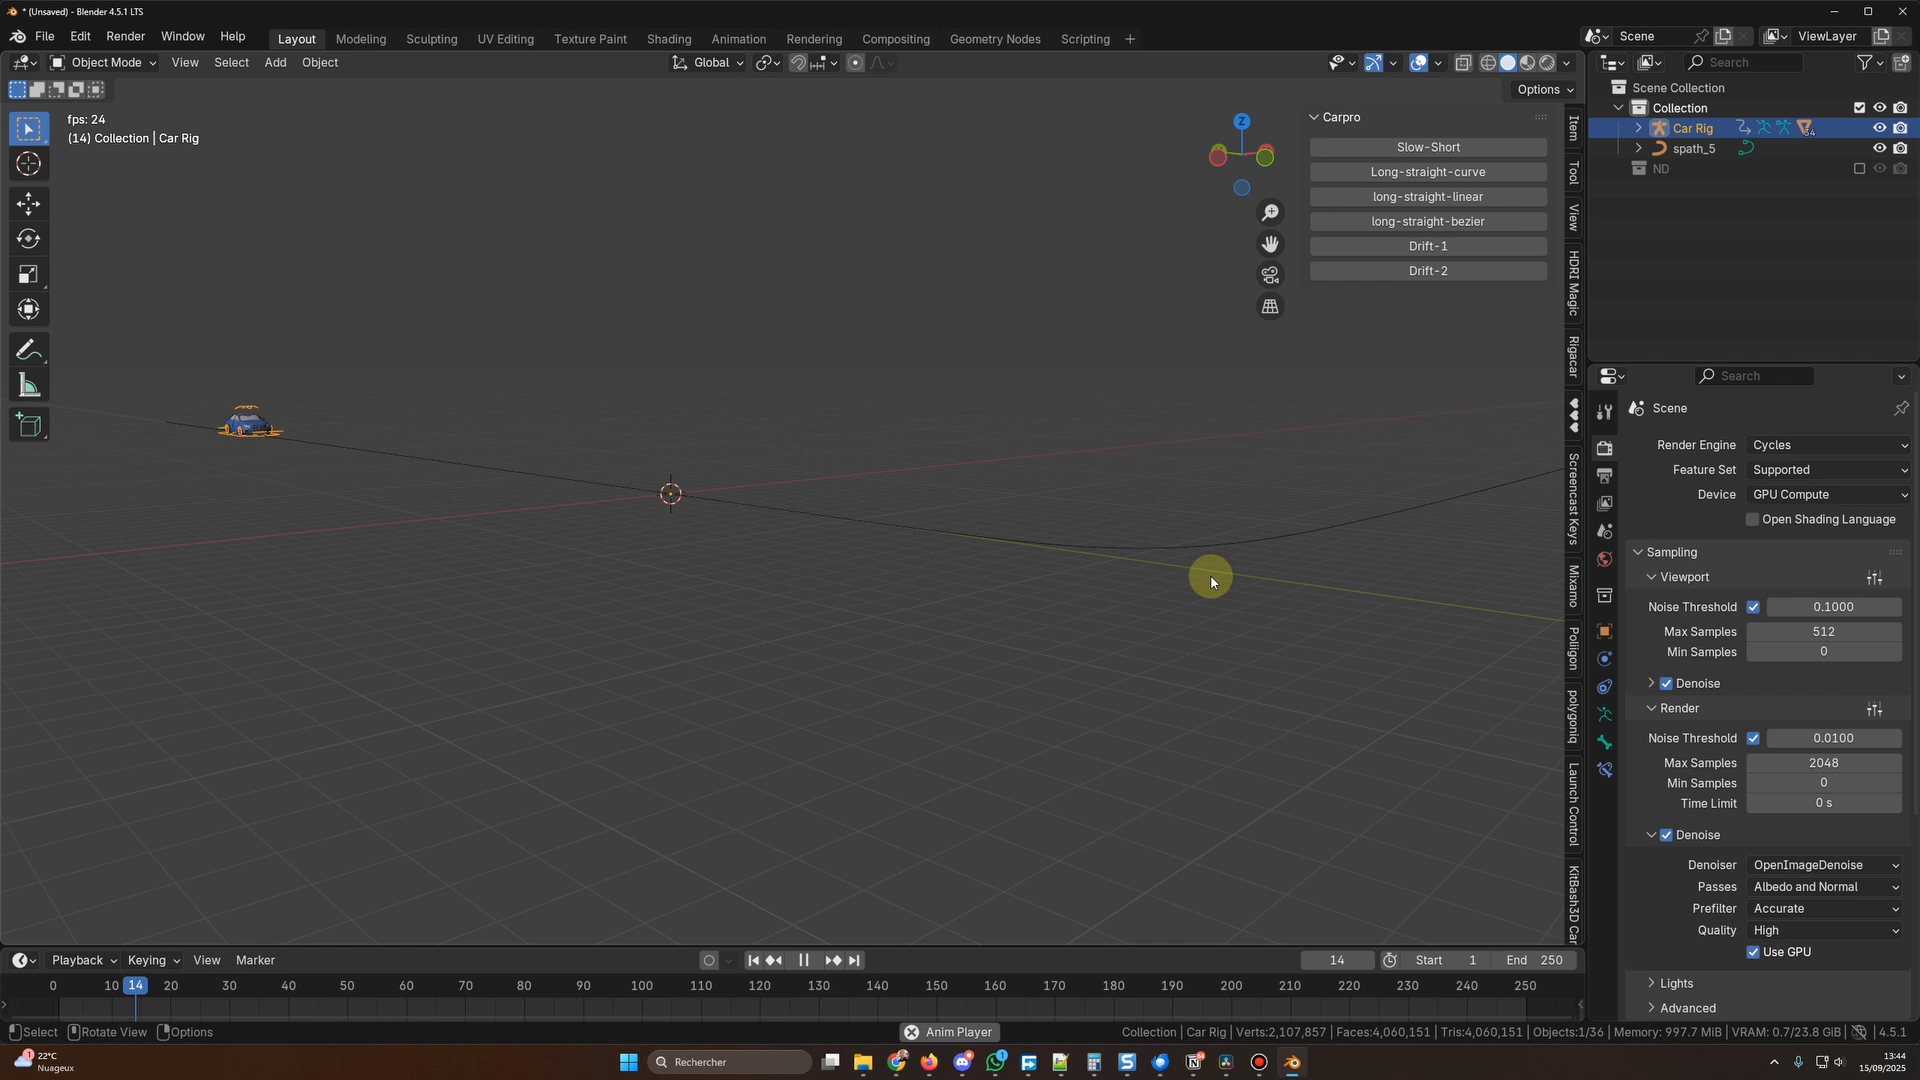 * (Unsaved) - Blender 4.5.1 LTS
File Edit Render Window Help
Layout Modeling Sculpting UV Editing Texture Paint Shading Animation Rendering Compositing Geometry Nodes Scripting +
Scene
ViewLayer
Object Mode View Select Add Object
Global
Search
Options
fps: 24
(14) Collection | Car Rig
Z
Carpro
Slow-Short
Long-straight-curve
long-straight-linear
long-straight-bezier
Drift-1
Drift-2
Item
Tool
View
HDRI Magic
Rigacar
Screencast Keys
Mixamo
Poliigon
polygoniq
Launch Control
KitBash3D Car
Scene Collection
Collection
Car Rig
34
spath_5
ND
Search
Scene
Render Engine Cycles
Feature Set Supported
Device GPU Compute
Open Shading Language
Sampling
Viewport
Noise Threshold 0.1000
Max Samples 512
Min Samples 0
Denoise
Render
Noise Threshold 0.0100
Max Samples 2048
Min Samples 0
Time Limit 0 s
Denoise
Denoiser OpenImageDenoise
Passes Albedo and Normal
Prefilter Accurate
Quality High
Use GPU
Lights
Advanced
Playback Keying View Marker
14 Start 1 End 250
0 10 14 20 30 40 50 60 70 80 90 100 110 120 130 140 150 160 170 180 190 200 210 220 230 240 250
Select Rotate View Options
Anim Player
Collection | Car Rig | Verts:2,107,857 | Faces:4,060,151 | Tris:4,060,151 | Objects:1/36 | Memory: 997.7 MiB | VRAM: 0.7/23.8 GiB | 4.5.1
1
22°C
Nuageux
Rechercher
1
13:44
15/09/2025